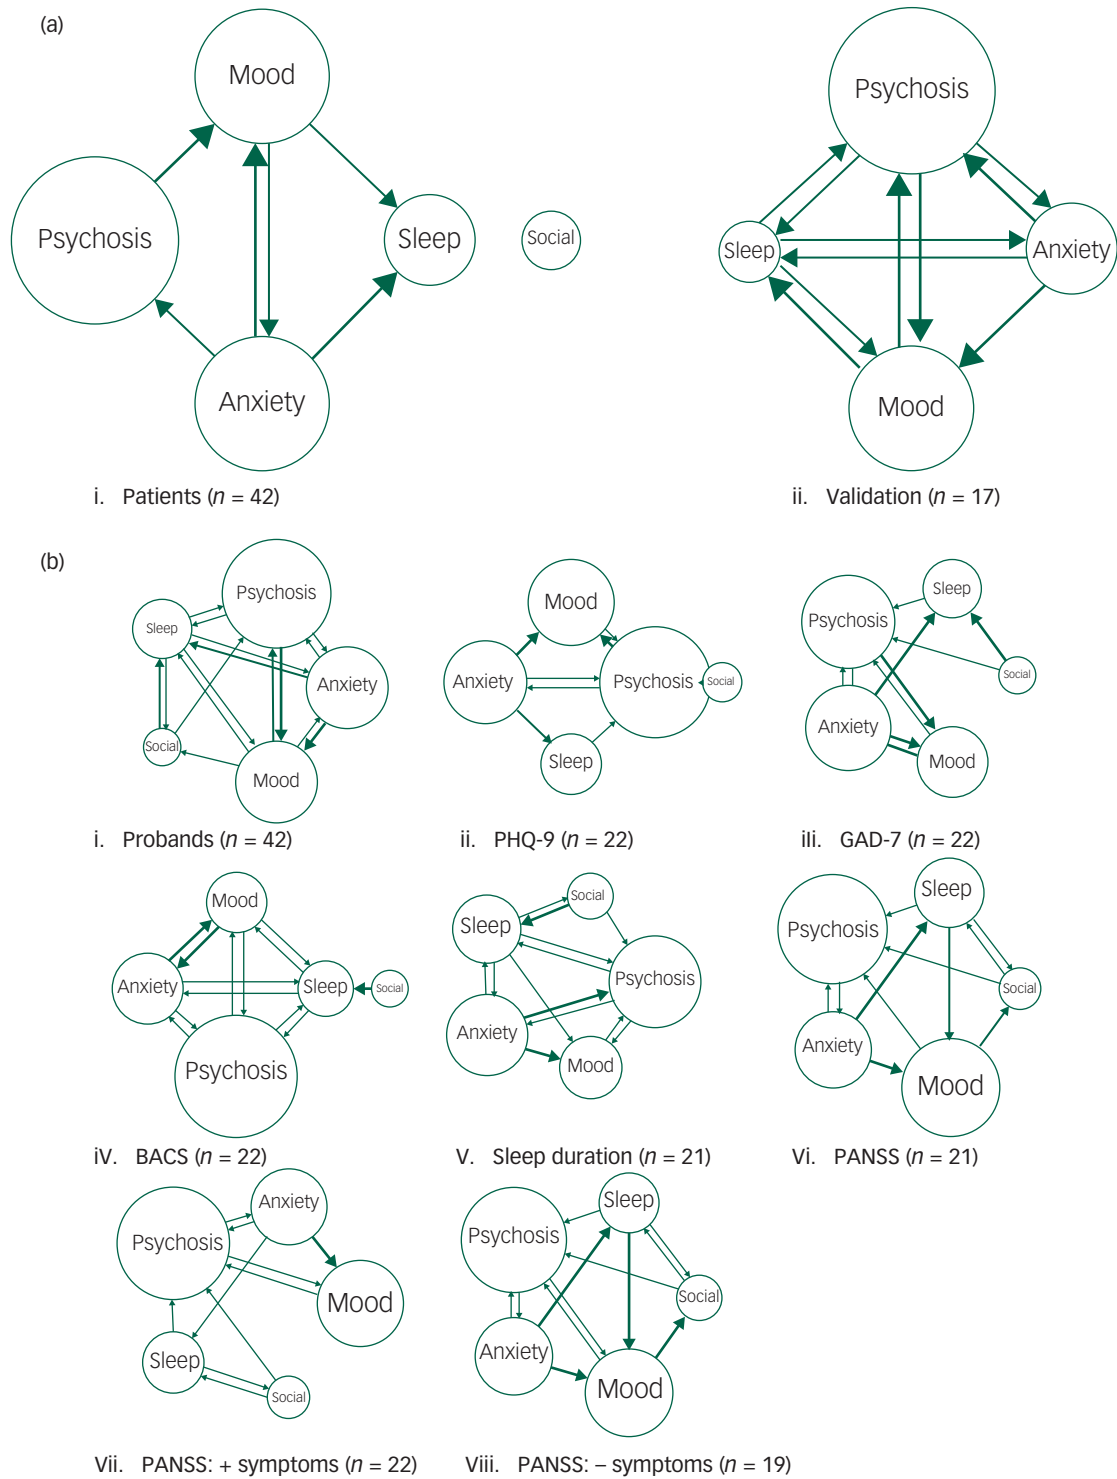 (a)
Mood
Psychosis
Psychosis
Sleep
Social
Sleep
Anxiety
Anxiety
Mood
i. Patients (n = 42)
ii. Validation (n = 17)
(b)
Psychosis
Sleep
Anxiety
Social
Mood
Mood
Anxiety
Psychosis
Social
Sleep
Sleep
Psychosis
Social
Anxiety
Mood
i. Probands (n = 42)
ii. PHQ-9 (n = 22)
iii. GAD-7 (n = 22)
Mood
Anxiety
Sleep
Social
Psychosis
Social
Sleep
Psychosis
Anxiety
Mood
Sleep
Psychosis
Social
Anxiety
Mood
iV. BACS (n = 22)
V. Sleep duration (n = 21)
Vi. PANSS (n = 21)
Anxiety
Psychosis
Mood
Sleep
Social
Sleep
Psychosis
Social
Anxiety
Mood
Vii. PANSS: + symptoms (n = 22)
Viii. PANSS: – symptoms (n = 19)